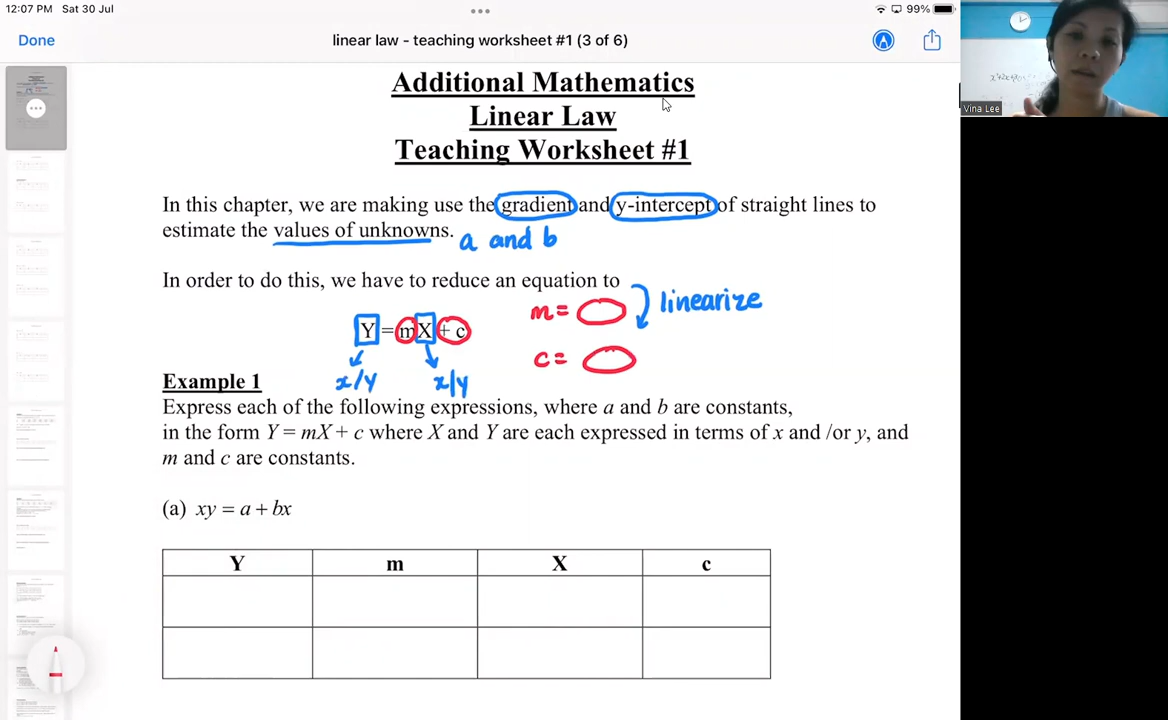 12:07 PM Sat 30 Jul
99%
Done
linear law - teaching worksheet #1 (3 of 6)
Vina Lee
Additional Mathematics
Linear Law
Teaching Worksheet #1
In this chapter, we are making use the gradient and y-intercept of straight lines to
estimate the values of unknowns. a and b
In order to do this, we have to reduce an equation to
linearize
m =
Y = mX + c
c =
x/y x/y
Example 1
Express each of the following expressions, where a and b are constants,
in the form Y = mX + c where X and Y are each expressed in terms of x and /or y, and
m and c are constants.
(a) xy = a + bx
Y m X c